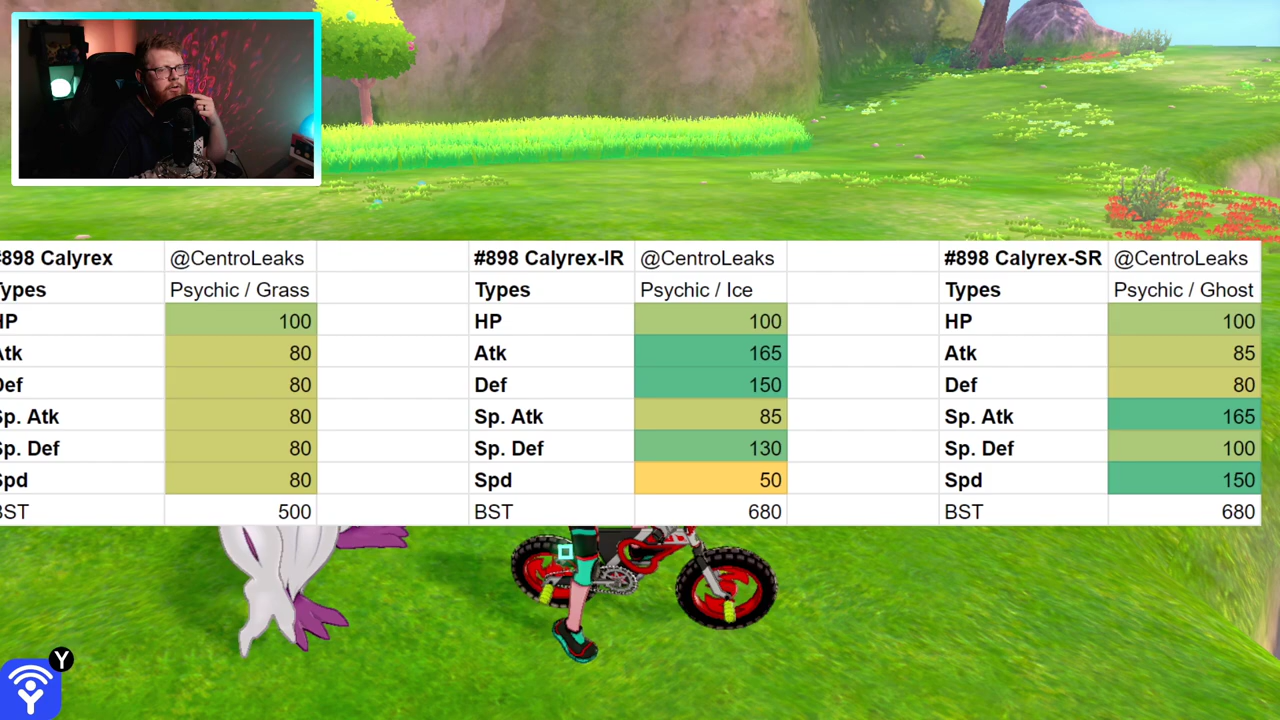 #898 Calyrex @CentroLeaks #898 Calyrex-IR @CentroLeaks #898 Calyrex-SR @CentroLeaks
Types Psychic / Grass Types Psychic / Ice Types Psychic / Ghost
HP 100 HP 100 HP 100
Atk 80 Atk 165 Atk 85
Def 80 Def 150 Def 80
Sp. Atk 80 Sp. Atk 85 Sp. Atk 165
Sp. Def 80 Sp. Def 130 Sp. Def 100
Spd 80 Spd 50 Spd 150
BST 500 BST 680 BST 680
Y